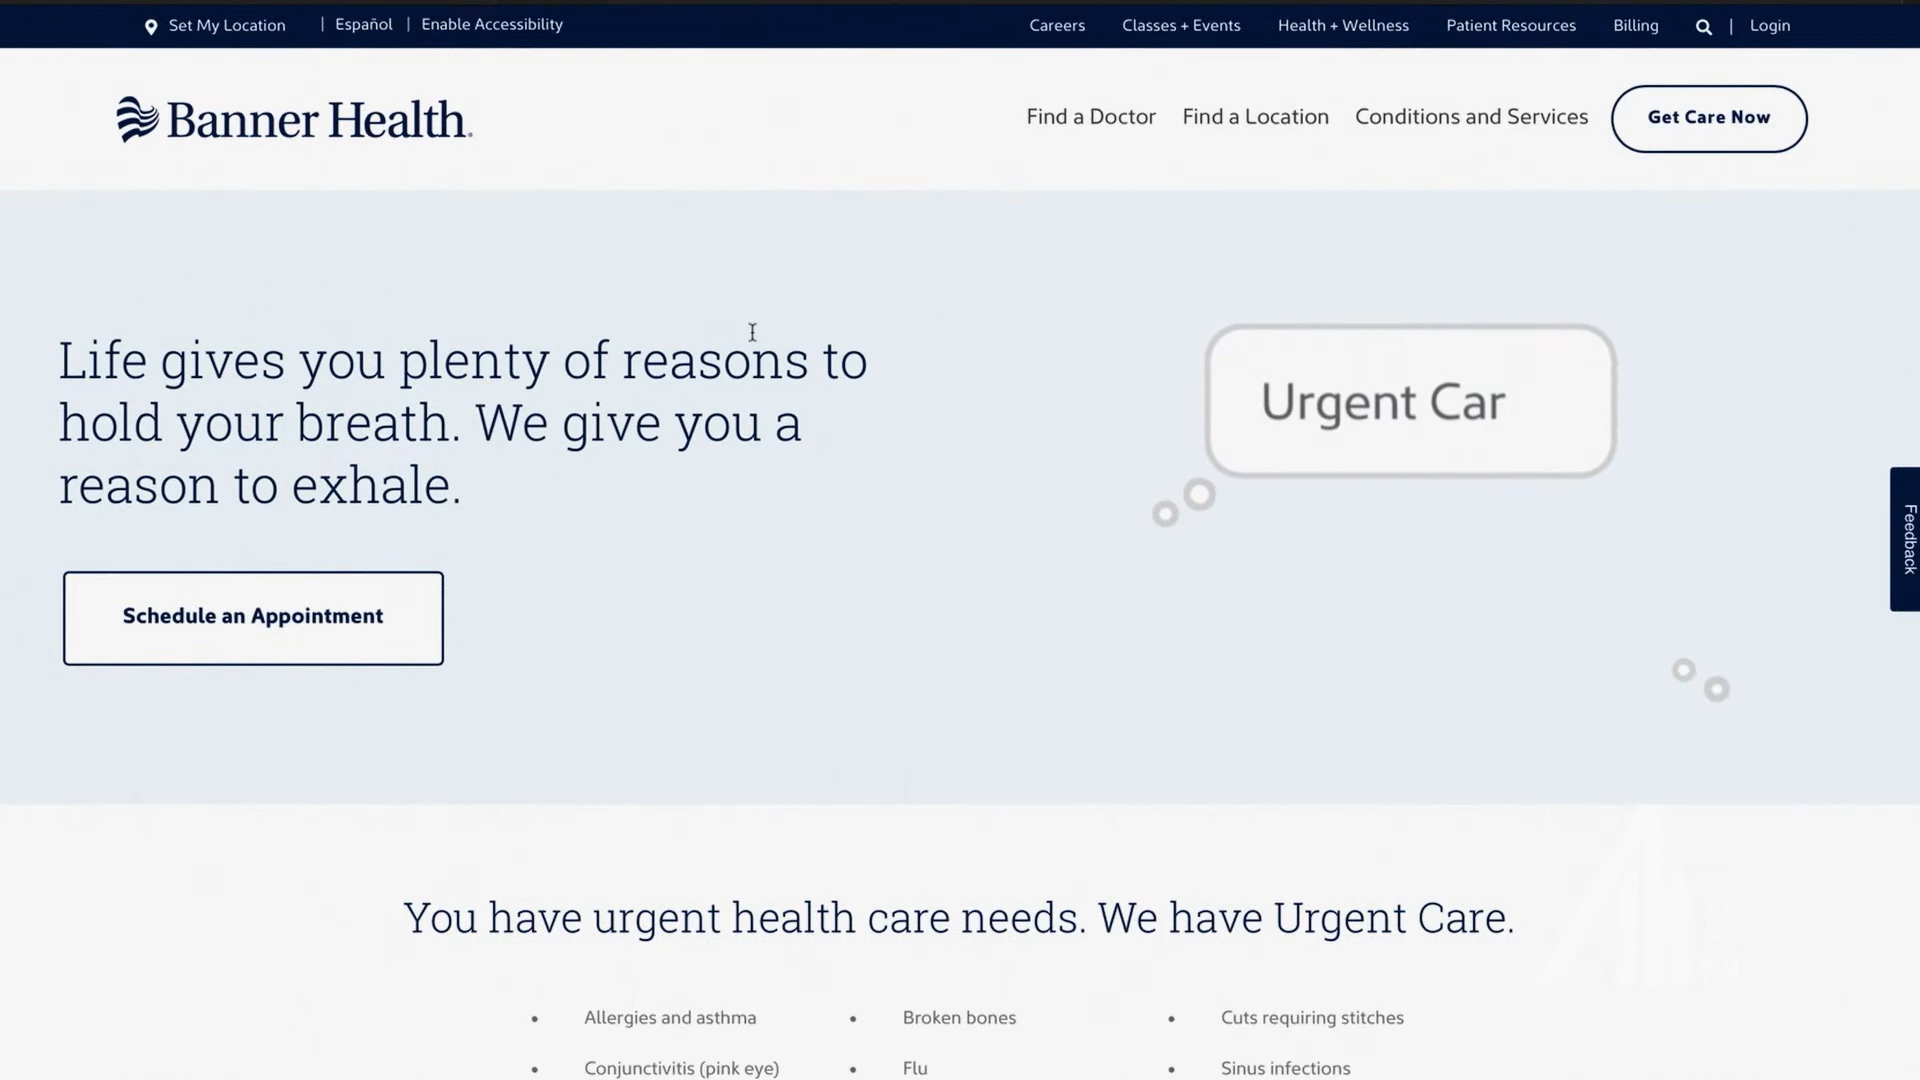 Set My Location | Español | Enable Accessibility
Careers Classes + Events Health + Wellness Patient Resources Billing | Login
Banner Health
Find a Doctor Find a Location Conditions and Services Get Care Now
Life gives you plenty of reasons to
hold your breath. We give you a
reason to exhale.
Urgent Car
Feedback
Schedule an Appointment
You have urgent health care needs. We have Urgent Care.
• Allergies and asthma • Broken bones • Cuts requiring stitches
• Conjunctivitis (pink eye) • Flu • Sinus infections